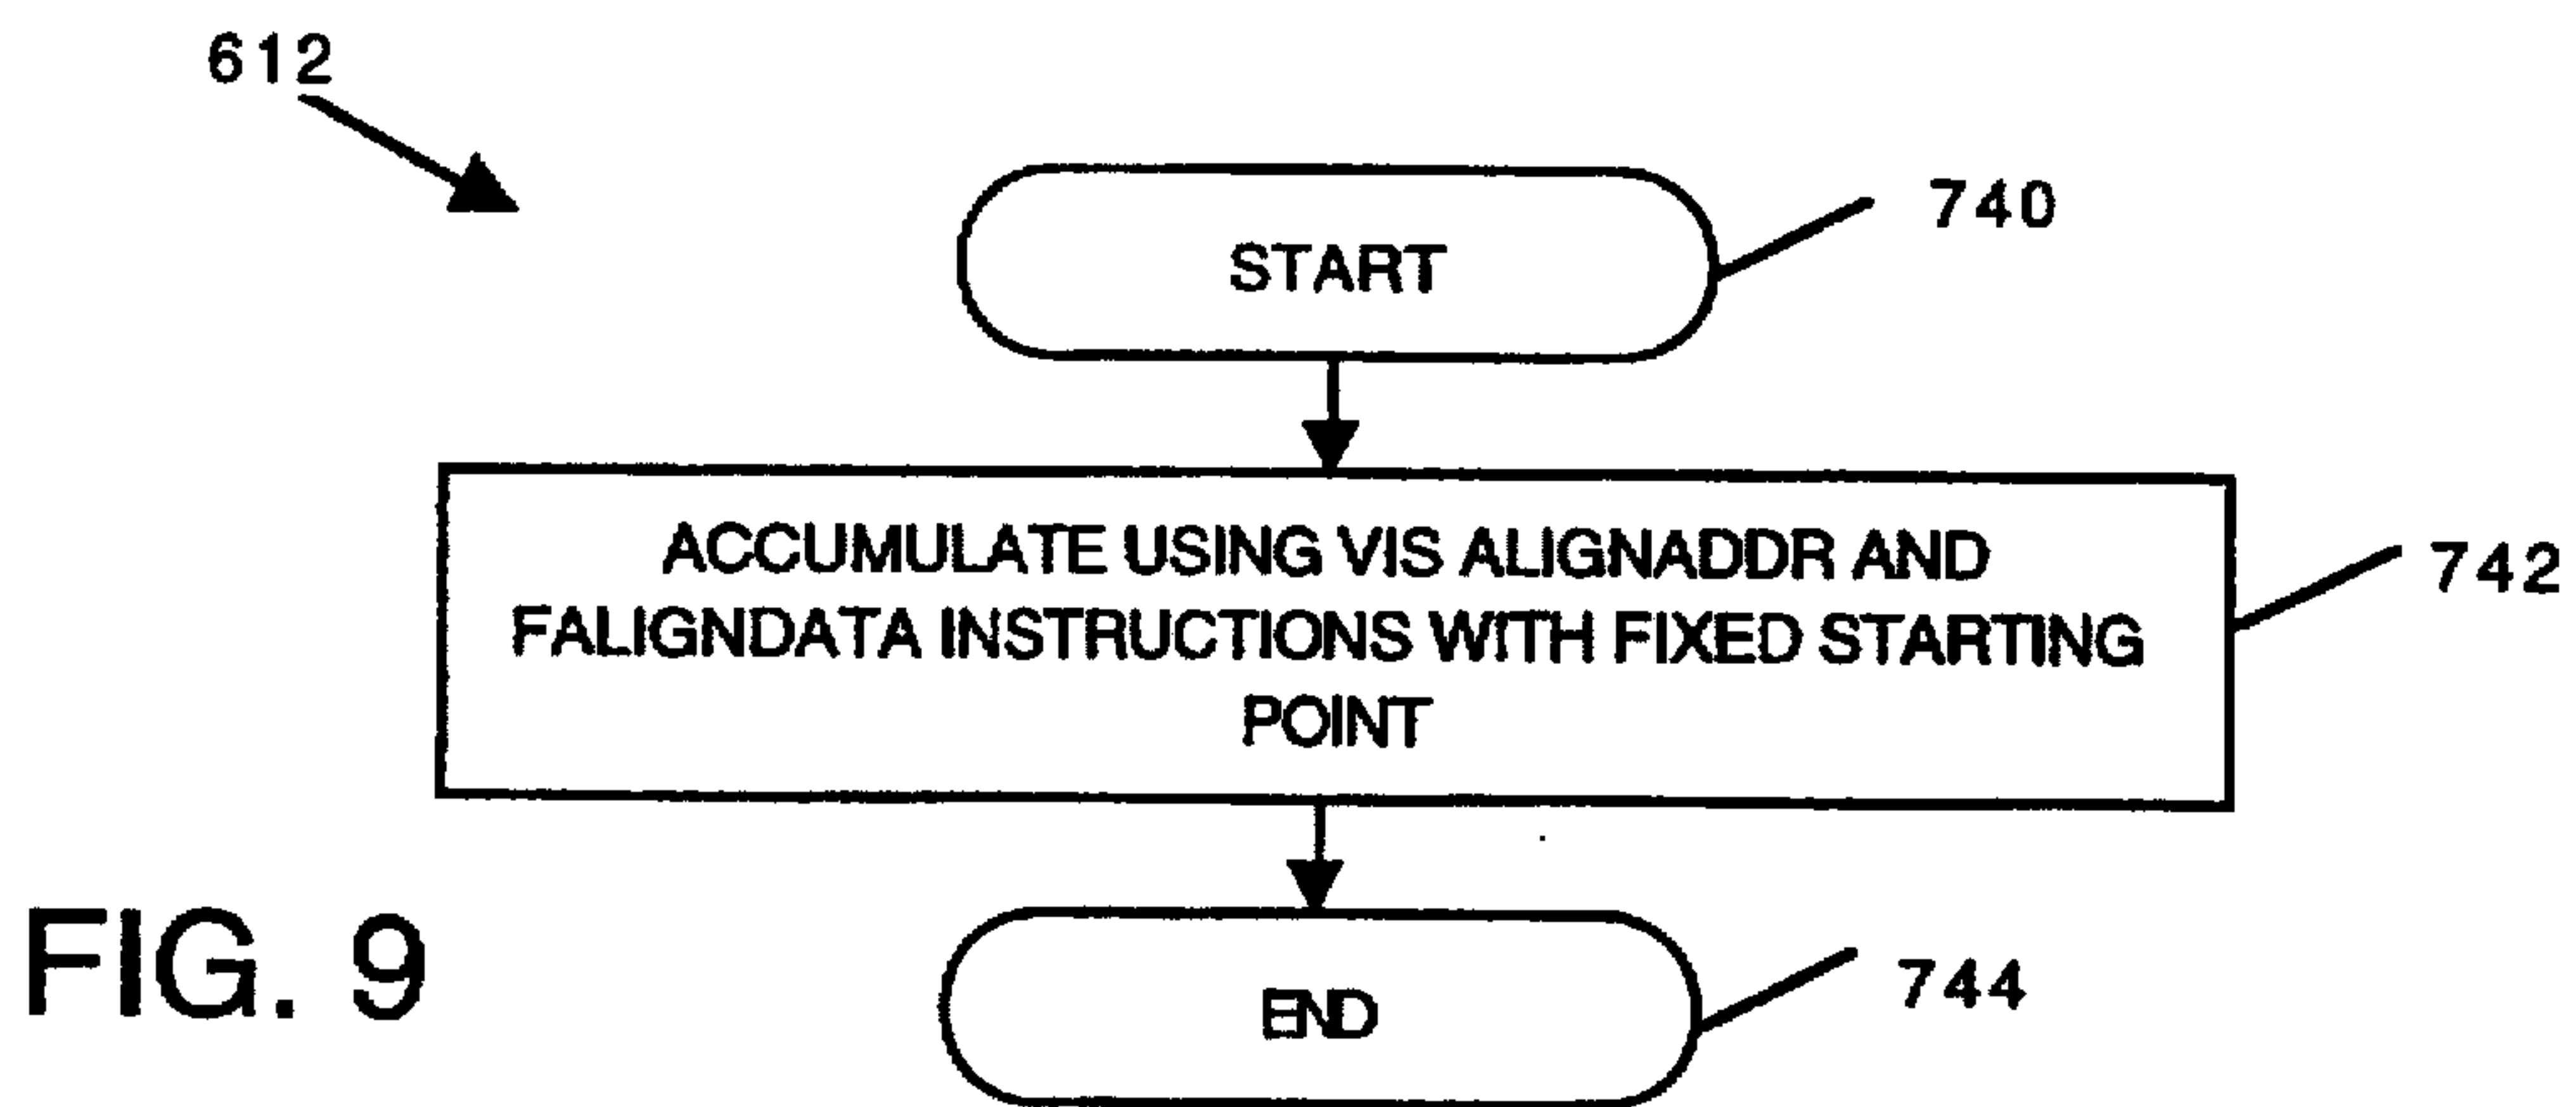 612
START
740
ACCUMULATE USING VIS ALIGNADDR AND
FALIGNDATA INSTRUCTIONS WITH FIXED STARTING
POINT
742
END
744
FIG. 9